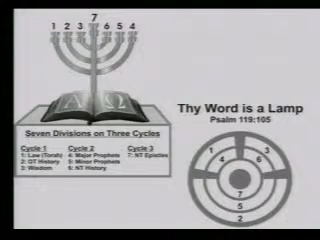 7
1 2 3 4 5 6
Α Ω
Seven Divisions on Three Cycles
Cycle 1 Cycle 2 Cycle 3
1: Law (Torah) 4: Major Prophets 7: NT Epistles
2: OT History 5: Minor Prophets
3: Wisdom 6: NT History
Thy Word is a Lamp
Psalm 119:105
1 3
4 6
7
5
2